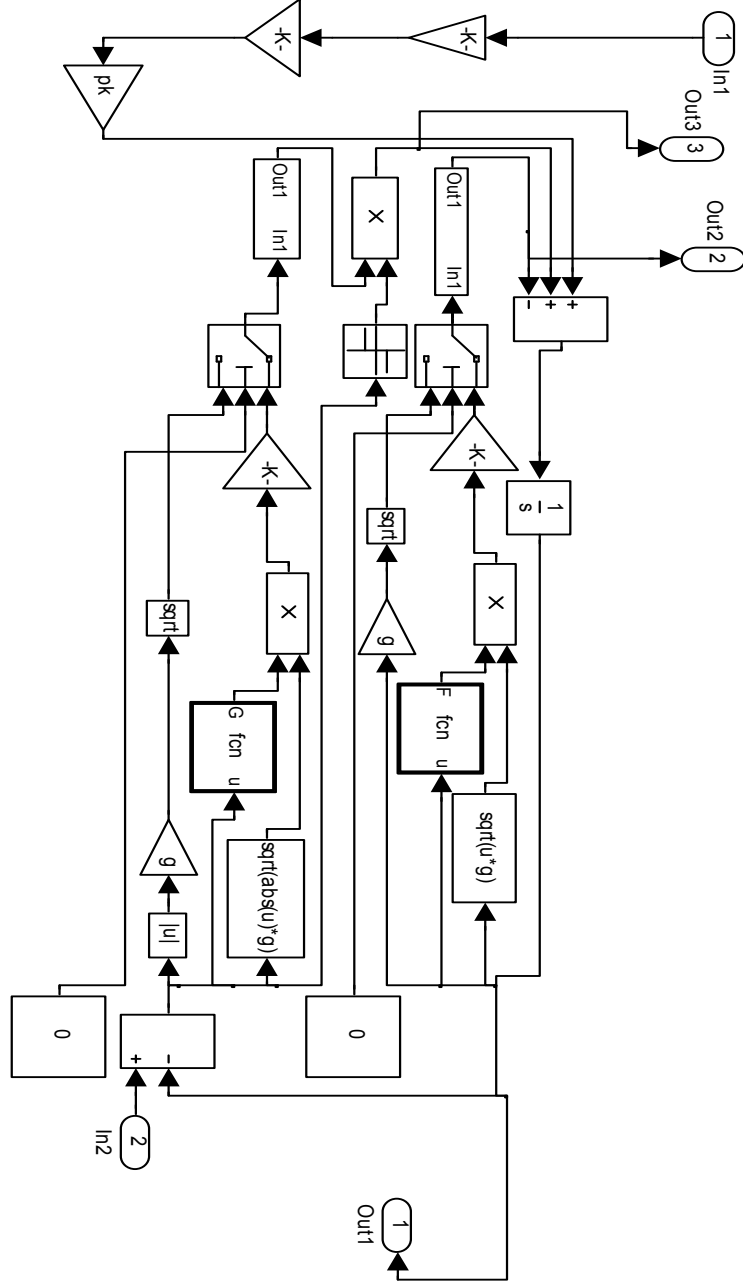 1
In1
Out3
3
Out2
2
-K-
-K-
pk
+
+
-
1
s
Out1
In1
X
Out1
In1
-K-
X
sqrt(u*g)
F
fcn
u
sqrt
g
0
-K-
X
sqrt(abs(u)*g)
G
fcn
u
sqrt
g
|u|
0
-
+
2
In2
1
Out1